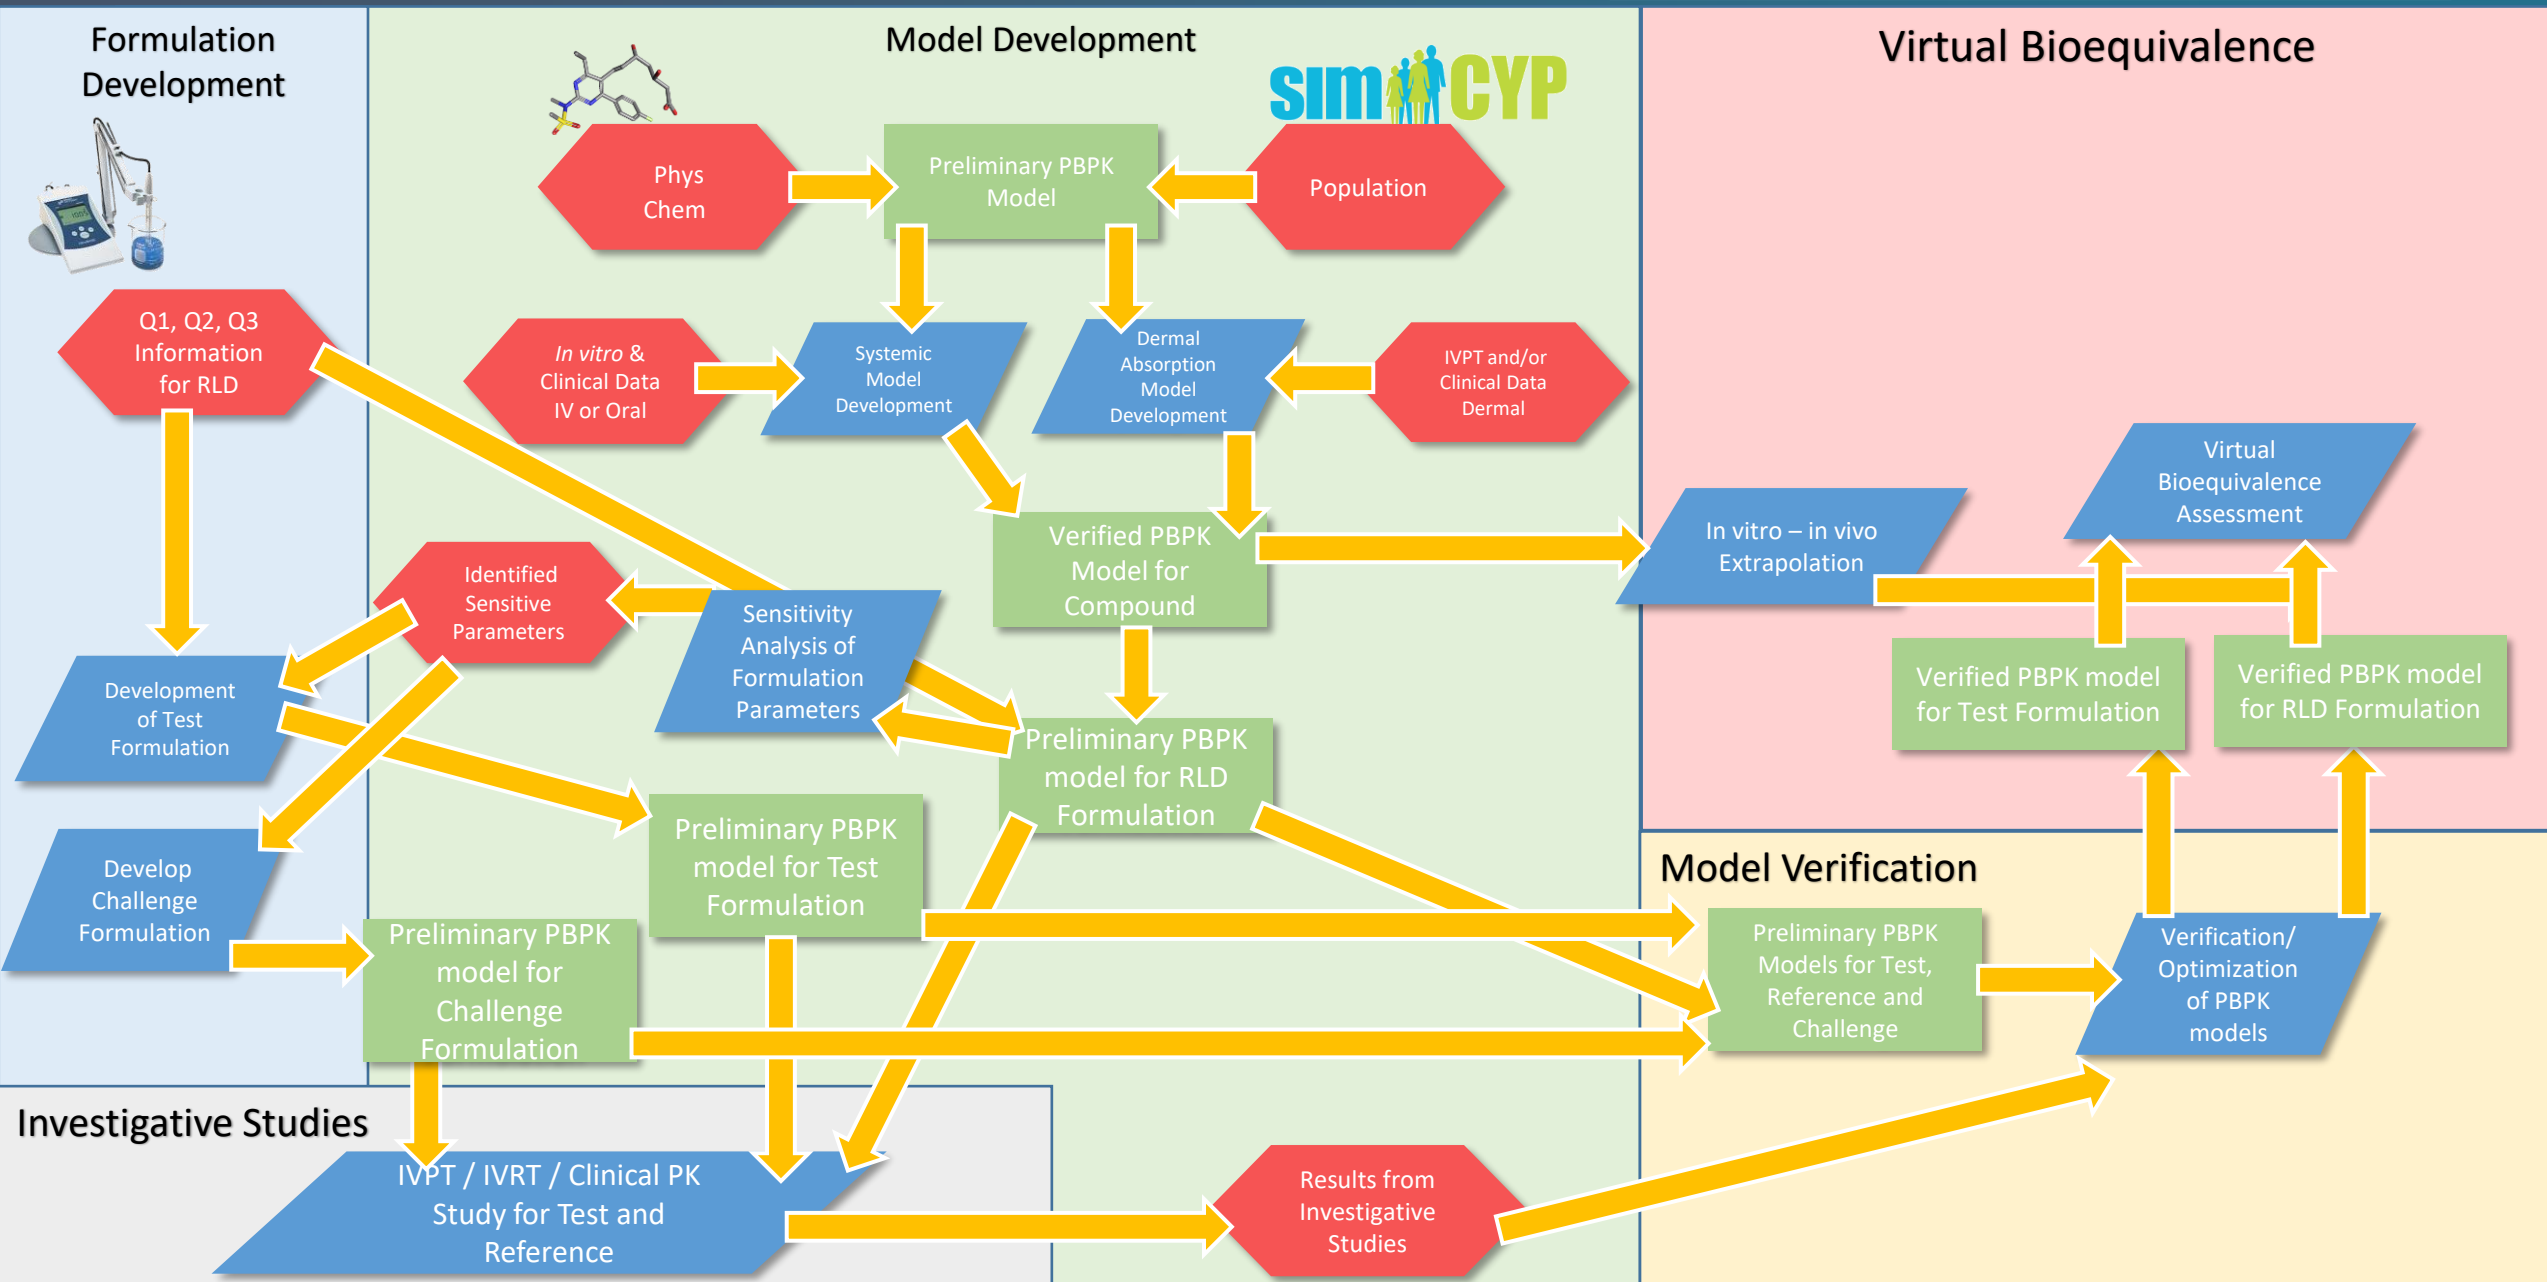 Formulation
Development
Model Development
simCYP
Virtual Bioequivalence
Phys
Chem
Preliminary PBPK
Model
Population
Q1, Q2, Q3
Information
for RLD
In vitro &
Clinical Data
IV or Oral
Systemic
Model
Development
Dermal
Absorption
Model
Development
IVPT and/or
Clinical Data
Dermal
Virtual
Bioequivalence
Assessment
In vitro – in vivo
Extrapolation
Verified PBPK
Model for
Compound
Identified
Sensitive
Parameters
Sensitivity
Analysis of
Formulation
Parameters
Development
of Test
Formulation
Verified PBPK model
for Test Formulation
Verified PBPK model
for RLD Formulation
Preliminary PBPK
model for RLD
Formulation
Preliminary PBPK
model for Test
Formulation
Develop
Challenge
Formulation
Model Verification
Preliminary PBPK
model for
Challenge
Formulation
Preliminary PBPK
Models for Test,
Reference and
Challenge
Verification/
Optimization
of PBPK
models
Investigative Studies
IVPT / IVRT / Clinical PK
Study for Test and
Reference
Results from
Investigative
Studies